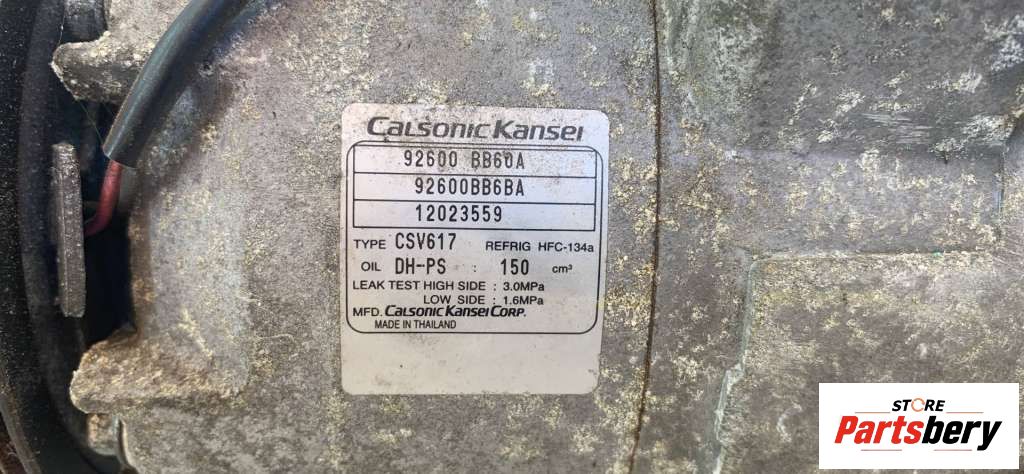 CALSONIC KANSEI
92600 BB60A
92600BB6BA
12023559
TYPE CSV617 REFRIG HFC-134a
OIL DH-PS : 150 cm³
LEAK TEST HIGH SIDE : 3.0MPa
LOW SIDE : 1.6MPa
MFD. CALSONIC KANSEI CORP.
MADE IN THAILAND
STORE
Partsbery